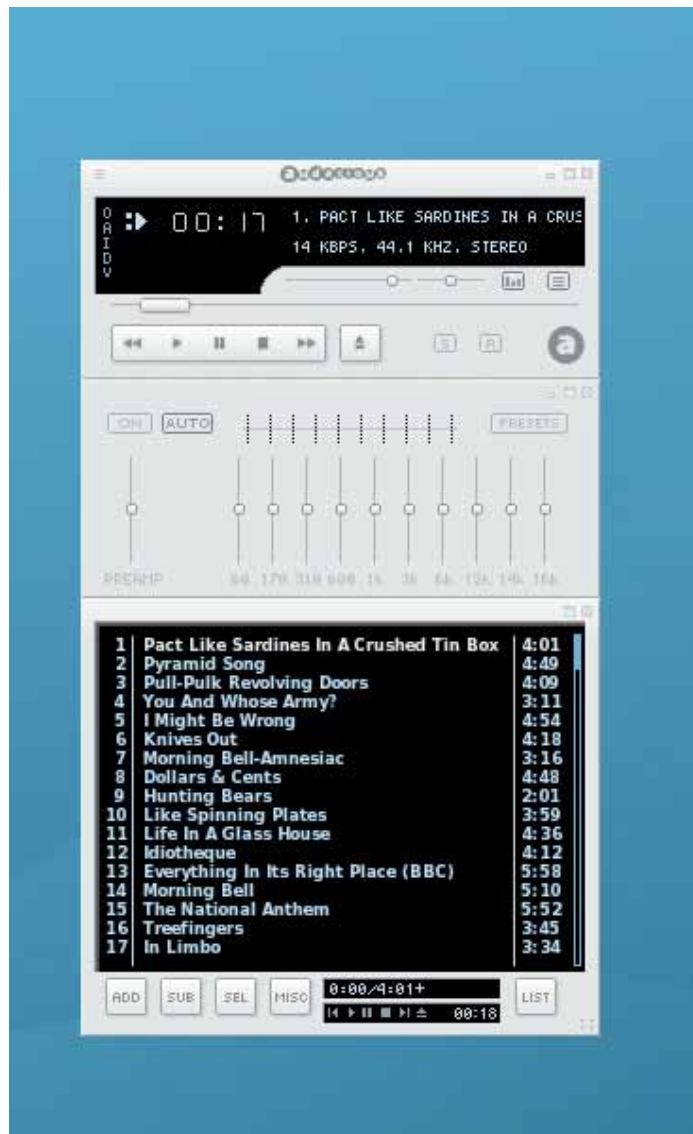 Audacious
O
A
I
D
V
00:17
1. PACT LIKE SARDINES IN A CRUS
14 KBPS, 44.1 KHZ, STEREO
S R a
ON AUTO PRESETS
PREAMP 60 170 310 600 1K 3K 6K 12K 14K 16K
1 Pact Like Sardines In A Crushed Tin Box 4:01
2 Pyramid Song 4:49
3 Pull-Pulk Revolving Doors 4:09
4 You And Whose Army? 3:11
5 I Might Be Wrong 4:54
6 Knives Out 4:18
7 Morning Bell-Amnesiac 3:16
8 Dollars & Cents 4:48
9 Hunting Bears 2:01
10 Like Spinning Plates 3:59
11 Life In A Glass House 4:36
12 Idiotheque 4:12
13 Everything In Its Right Place (BBC) 5:58
14 Morning Bell 5:10
15 The National Anthem 5:52
16 Treefingers 3:45
17 In Limbo 3:34
ADD SUB SEL MISC 0:00/4:01+ LIST
00:18